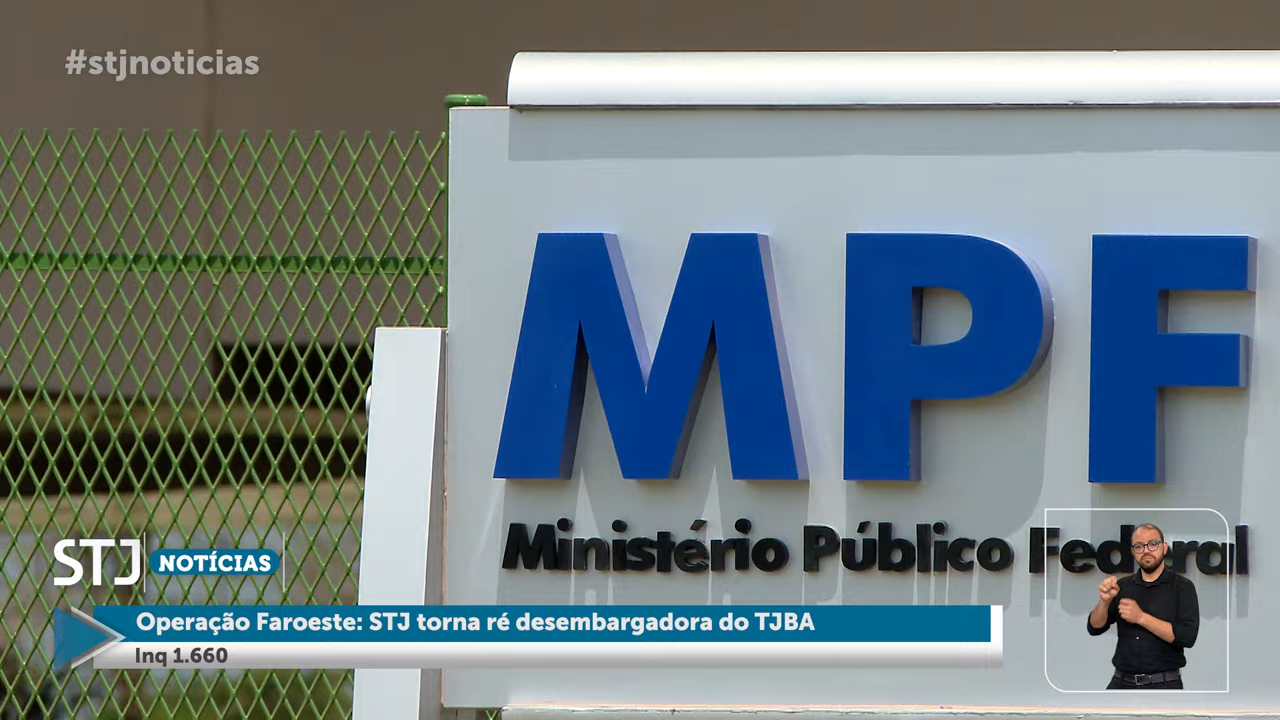 #stjnoticias
MPF
Ministério Público Federal
STJ NOTÍCIAS
Operação Faroeste: STJ torna ré desembargadora do TJBA
Inq 1.660